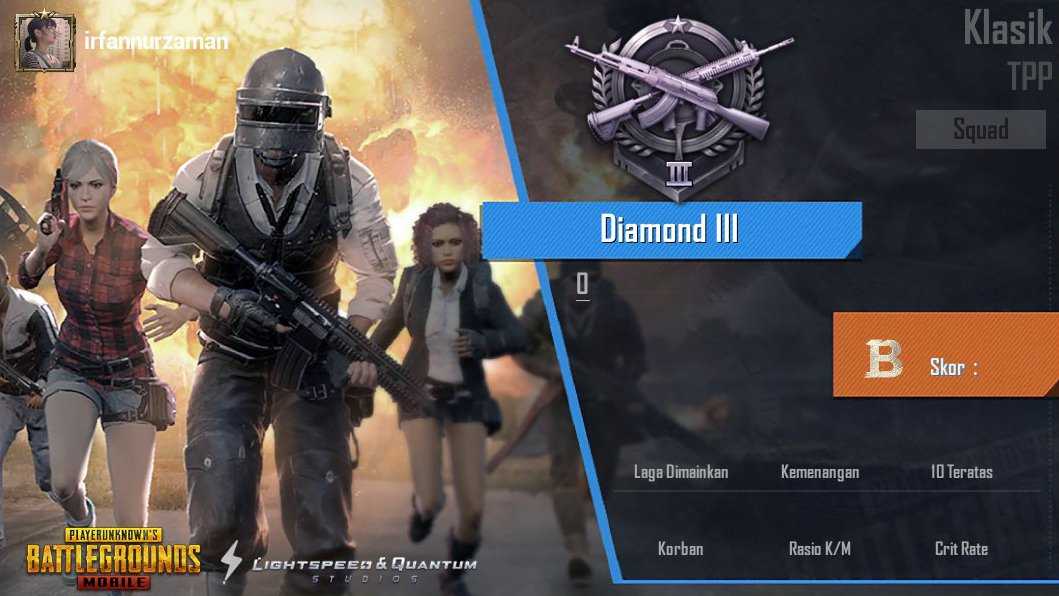 irfannurzaman
Klasik
TPP
Squad
III
Diamond III
0
B
Skor :
Laga Dimainkan
Kemenangan
10 Teratas
Korban
Rasio K/M
Crit Rate
PLAYERUNKNOWN'S
BATTLEGROUNDS
MOBILE
LIGHTSPEED & QUANTUM
STUDIOS